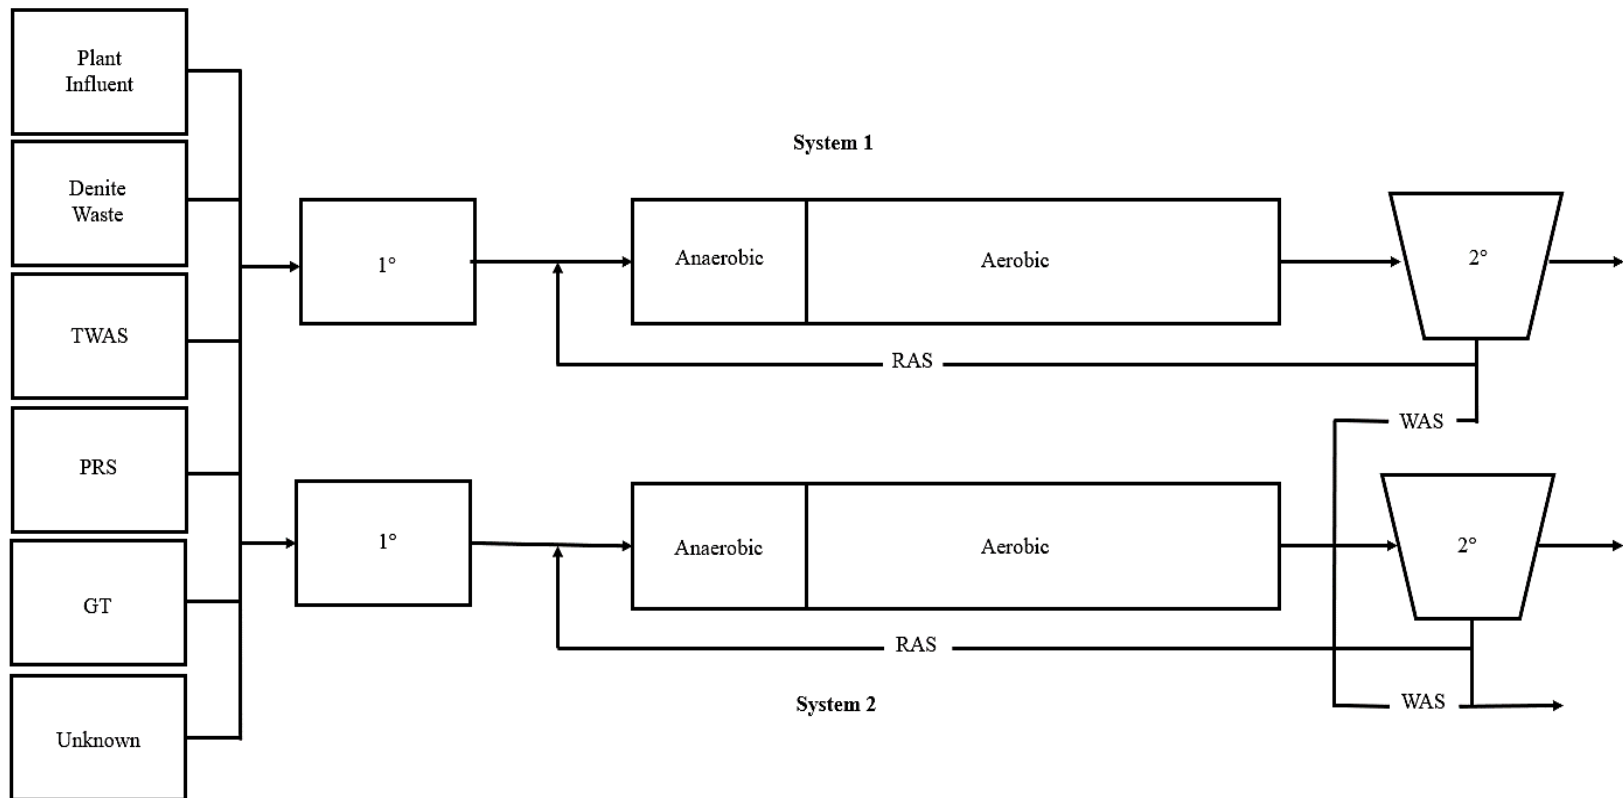 Plant
Influent
Denite
Waste
TWAS
PRS
GT
Unknown
System 1
1°
Anaerobic
Aerobic
2°
RAS
WAS
1°
Anaerobic
Aerobic
2°
RAS
WAS
System 2